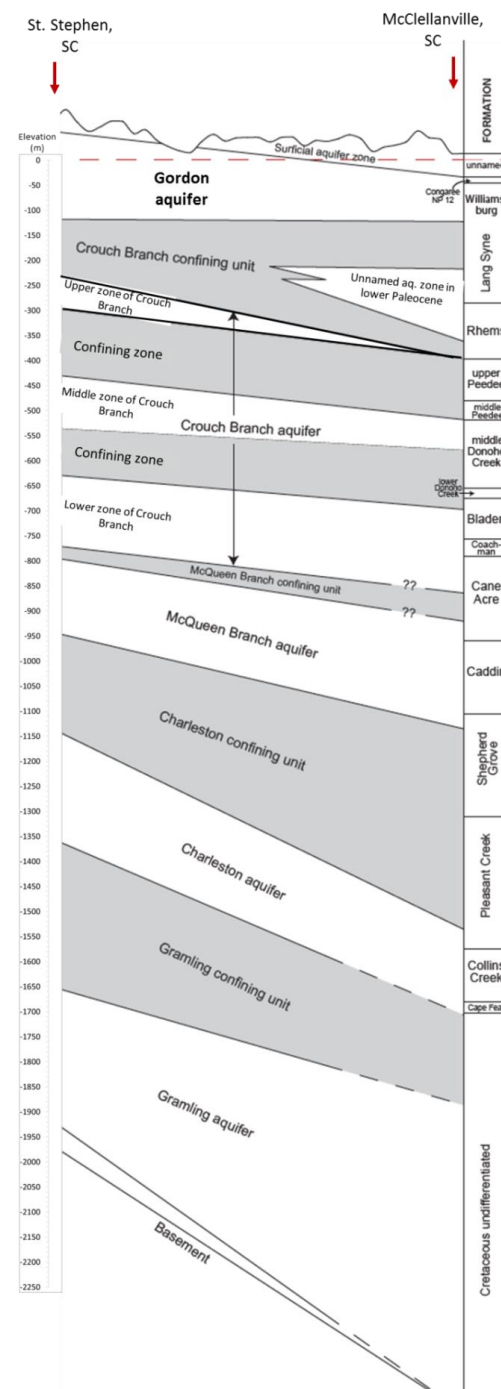 St. Stephen,
SC
McClellanville,
SC
FORMATION
Elevation
(m)
0
-50
-100
-150
-200
-250
-300
-350
-400
-450
-500
-550
-600
-650
-700
-750
-800
-850
-900
-950
-1000
-1050
-1100
-1150
-1200
-1250
-1300
-1350
-1400
-1450
-1500
-1550
-1600
-1650
-1700
-1750
-1800
-1850
-1900
-1950
-2000
-2050
-2100
-2150
-2200
-2250
Surficial aquifer zone
Gordon
aquifer
Crouch Branch confining unit
Unnamed aq. zone in
lower Paleocene
Upper zone of Crouch
Branch
Confining zone
Middle zone of Crouch
Branch
Crouch Branch aquifer
Confining zone
Lower zone of Crouch
Branch
McQueen Branch confining unit
??
??
McQueen Branch aquifer
Charleston confining unit
Charleston aquifer
Gramling confining unit
Gramling aquifer
Basement
unnamed
Congaree
NP 12
Williams
burg
Lang Syne
Rhems
upper
Peedee
middle
Peedee
middle
Donoho
Creek
lower
Donoho
Creek
Bladen
Coach-
man
Cane
Acre
Caddin
Shepherd
Grove
Pleasant Creek
Collins
Creek
Cape Fea
Cretaceous undifferentiated